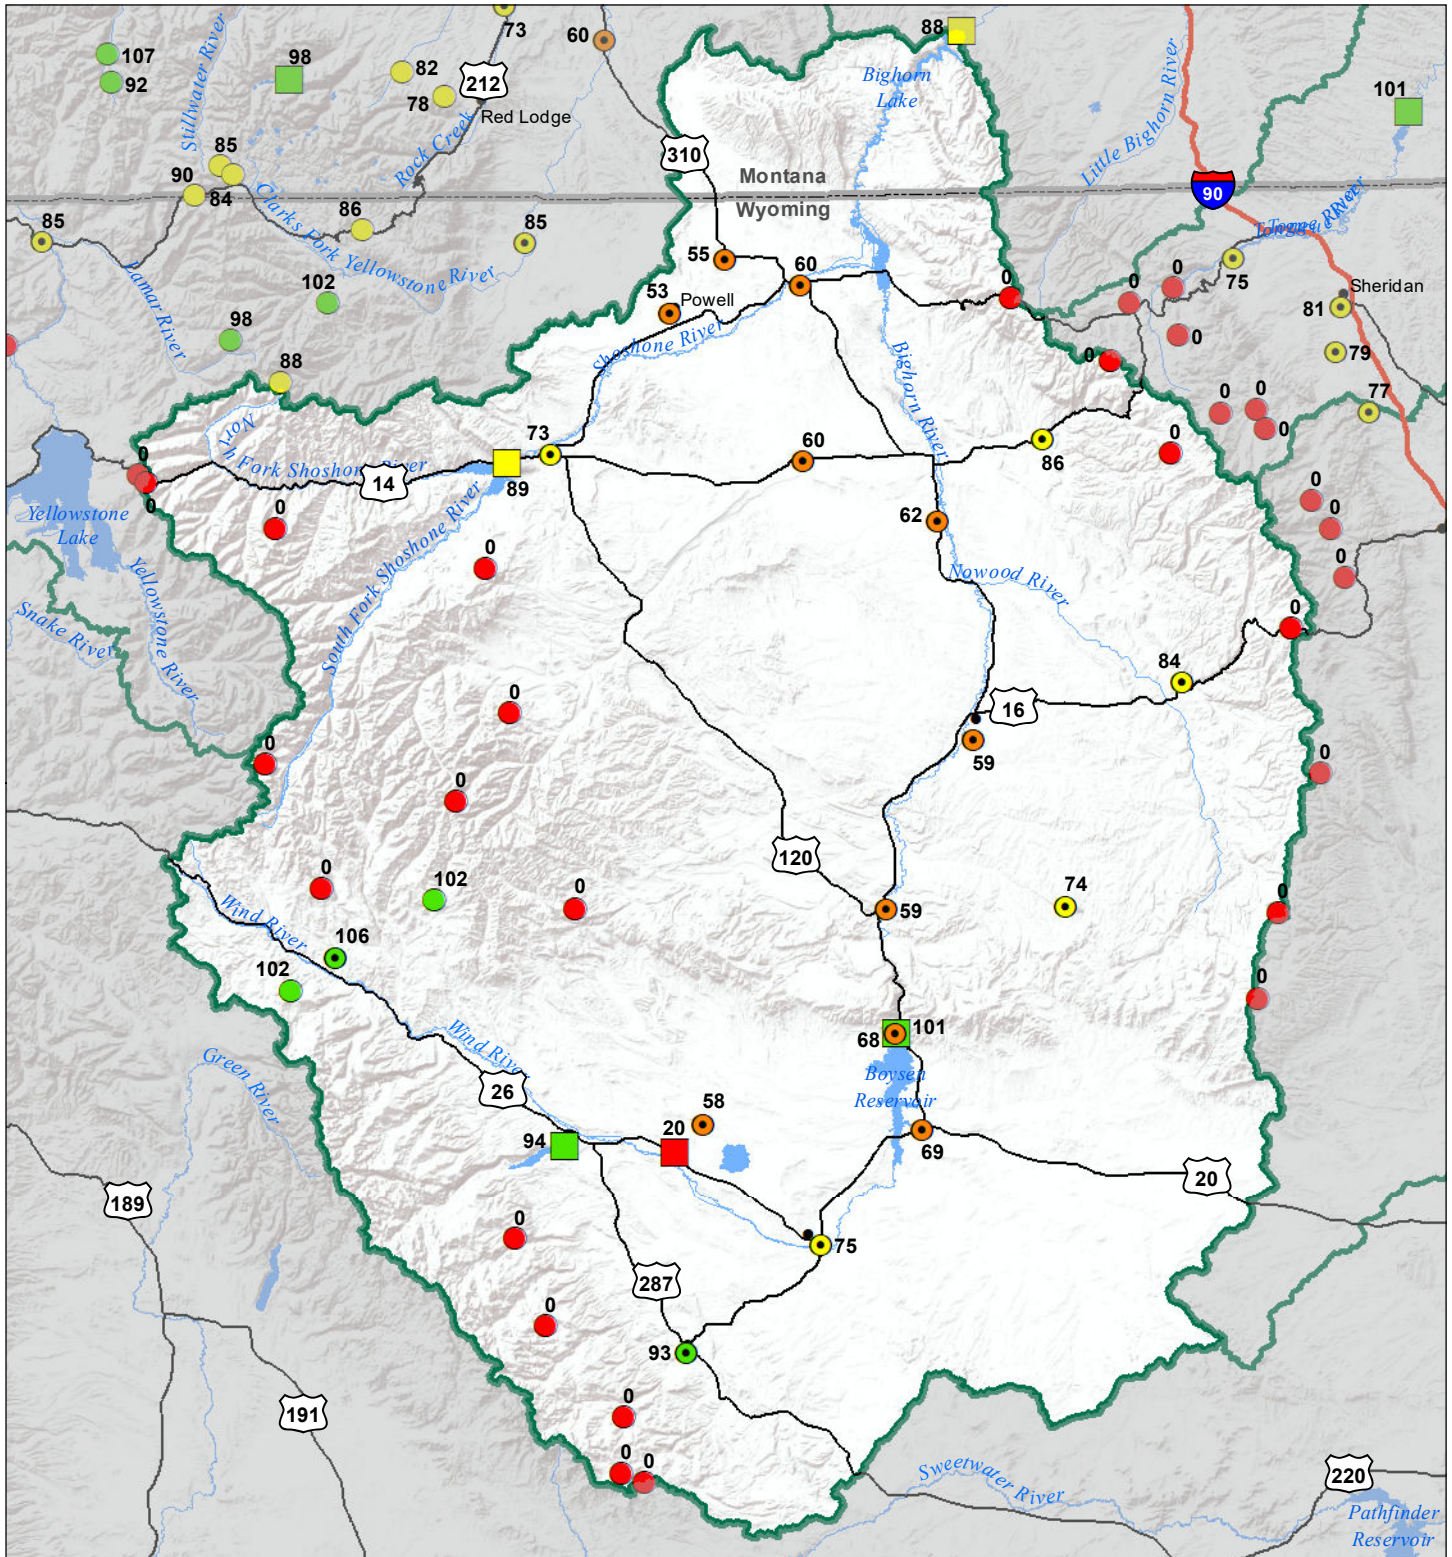 73
60
88
107
98
82
92
78
212
Stillwater River
Red Lodge
Rock Creek
Bighorn
Lake
Little Bighorn River
101
310
85
90
84
Clarks Fork Yellowstone River
86
85
85
Montana
Wyoming
90
Tongue River
Tongue River
75
Lamar River
102
98
88
55
60
53
Powell
Shoshone River
0
0
0
0
0
Sheridan
81
79
77
0
0
0
0
Bighorn River
North Fork Shoshone River
14
73
89
60
86
62
0
0
0
0
Yellowstone
Lake
0
0
0
0
Yellowstone River
Snake River
South Fork Shoshone River
Nowood River
0
84
16
59
0
0
0
0
120
0
102
0
59
74
0
0
Wind River
106
102
101
68
Boysen
Reservoir
Wind River
Green River
26
58
94
20
69
20
189
0
75
287
0
93
191
0
0
0
Sweetwater River
220
Pathfinder
Reservoir